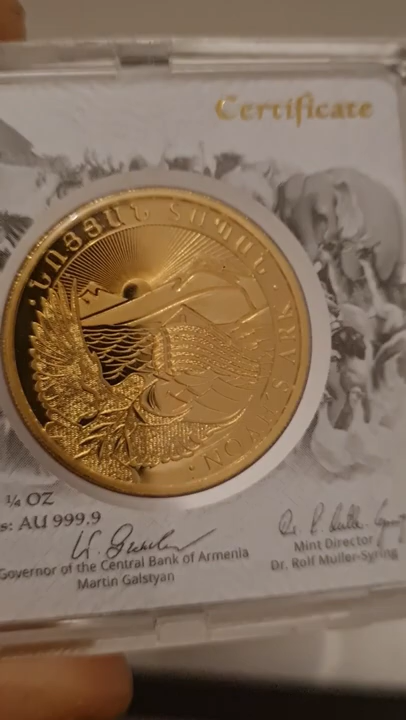 Certificate
ՆՈՅՅԱՆ ՏԱՊԱՆ · NOAH'S ARK ·
¼ OZ
s: AU 999.9
Governor of the Central Bank of Armenia
Martin Galstyan
Mint Director
Dr. Rolf Muller-Syring